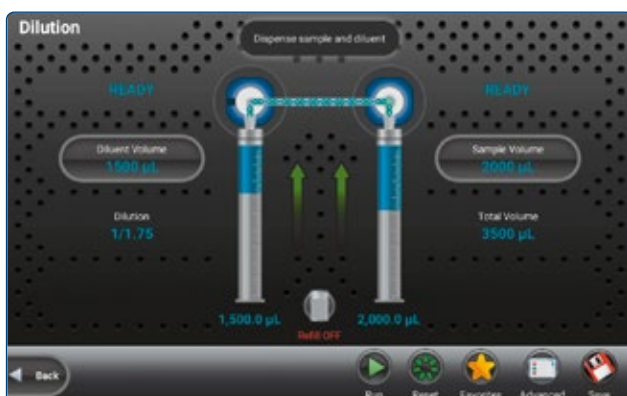 Dilution
Dispense sample and diluent
READY
READY
Diluent Volume
1500 µL
Sample Volume
2000 µL
Dilution
1/1.75
Total Volume
3500 µL
1,500.0 µL
2,000.0 µL
Refill OFF
Back
Run
Reset
Favorites
Advanced
Save